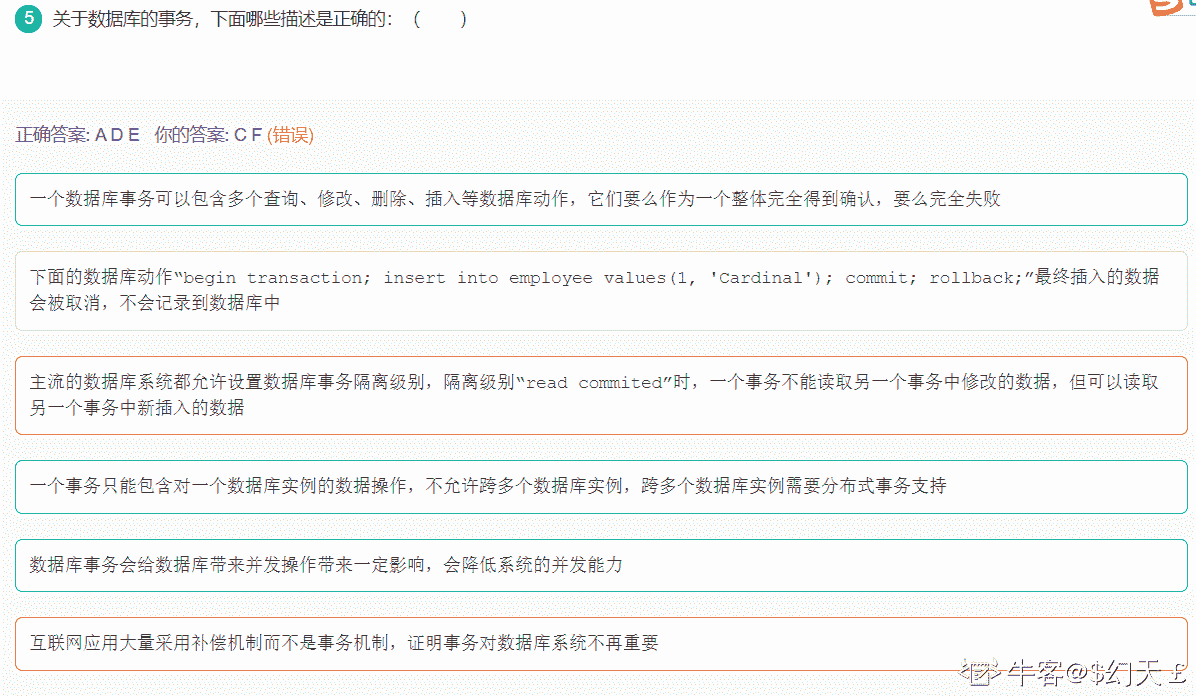 5 关于数据库的事务，下面哪些描述是正确的：（　　）
正确答案: A D E 你的答案: C F (错误)
一个数据库事务可以包含多个查询、修改、删除、插入等数据库动作，它们要么作为一个整体完全得到确认，要么完全失败
下面的数据库动作“begin transaction; insert into employee values(1, 'Cardinal'); commit; rollback;”最终插入的数据
会被取消，不会记录到数据库中
主流的数据库系统都允许设置数据库事务隔离级别，隔离级别“read commited”时，一个事务不能读取另一个事务中修改的数据，但可以读取
另一个事务中新插入的数据
一个事务只能包含对一个数据库实例的数据操作，不允许跨多个数据库实例，跨多个数据库实例需要分布式事务支持
数据库事务会给数据库带来并发操作带来一定影响，会降低系统的并发能力
互联网应用大量采用补偿机制而不是事务机制，证明事务对数据库系统不再重要
牛客@$幻天£